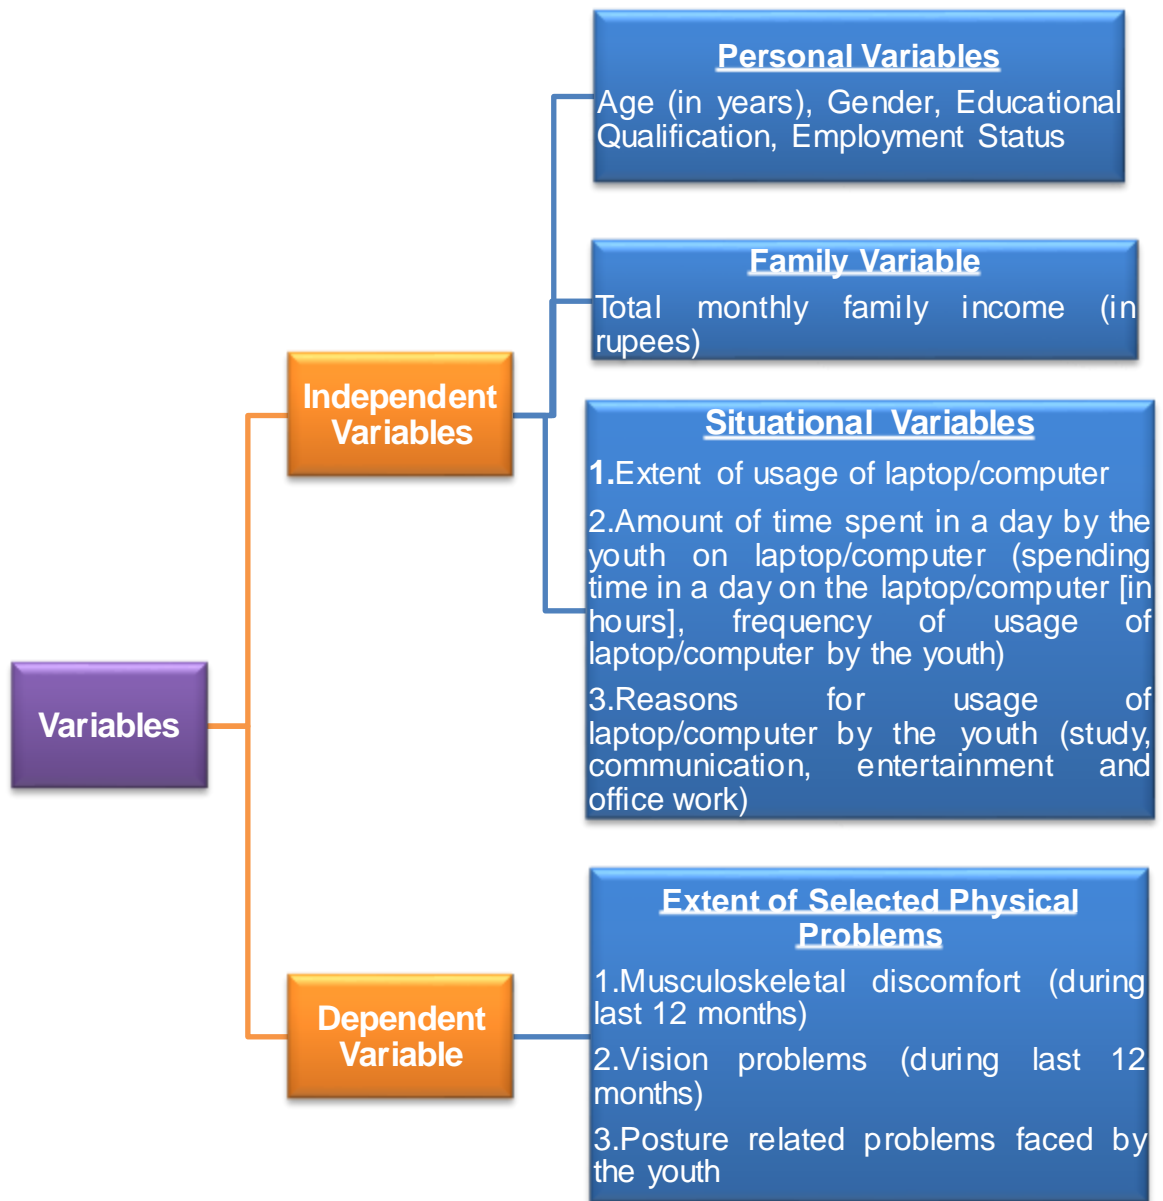 Personal Variables
Age (in years), Gender, Educational
Qualification, Employment Status
Family Variable
Total monthly family income (in
rupees)
Independent
Variables
Situational Variables
1.Extent of usage of laptop/computer
2.Amount of time spent in a day by the
youth on laptop/computer (spending
time in a day on the laptop/computer [in
hours], frequency of usage of
laptop/computer by the youth)
3.Reasons for usage of
laptop/computer by the youth (study,
communication, entertainment and
office work)
Variables
Extent of Selected Physical
Problems
1.Musculoskeletal discomfort (during
last 12 months)
2.Vision problems (during last 12
months)
3.Posture related problems faced by
the youth
Dependent
Variable